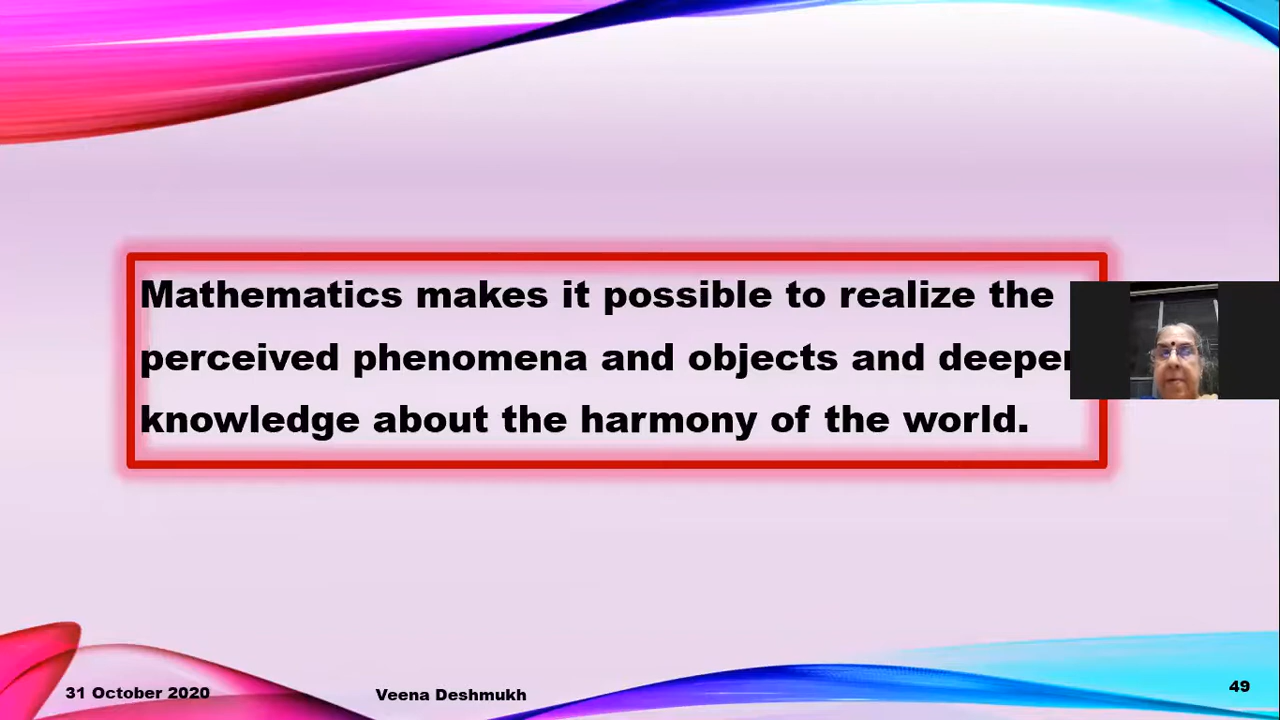 Mathematics makes it possible to realize the
perceived phenomena and objects and deeper
knowledge about the harmony of the world.
31 October 2020
Veena Deshmukh
49